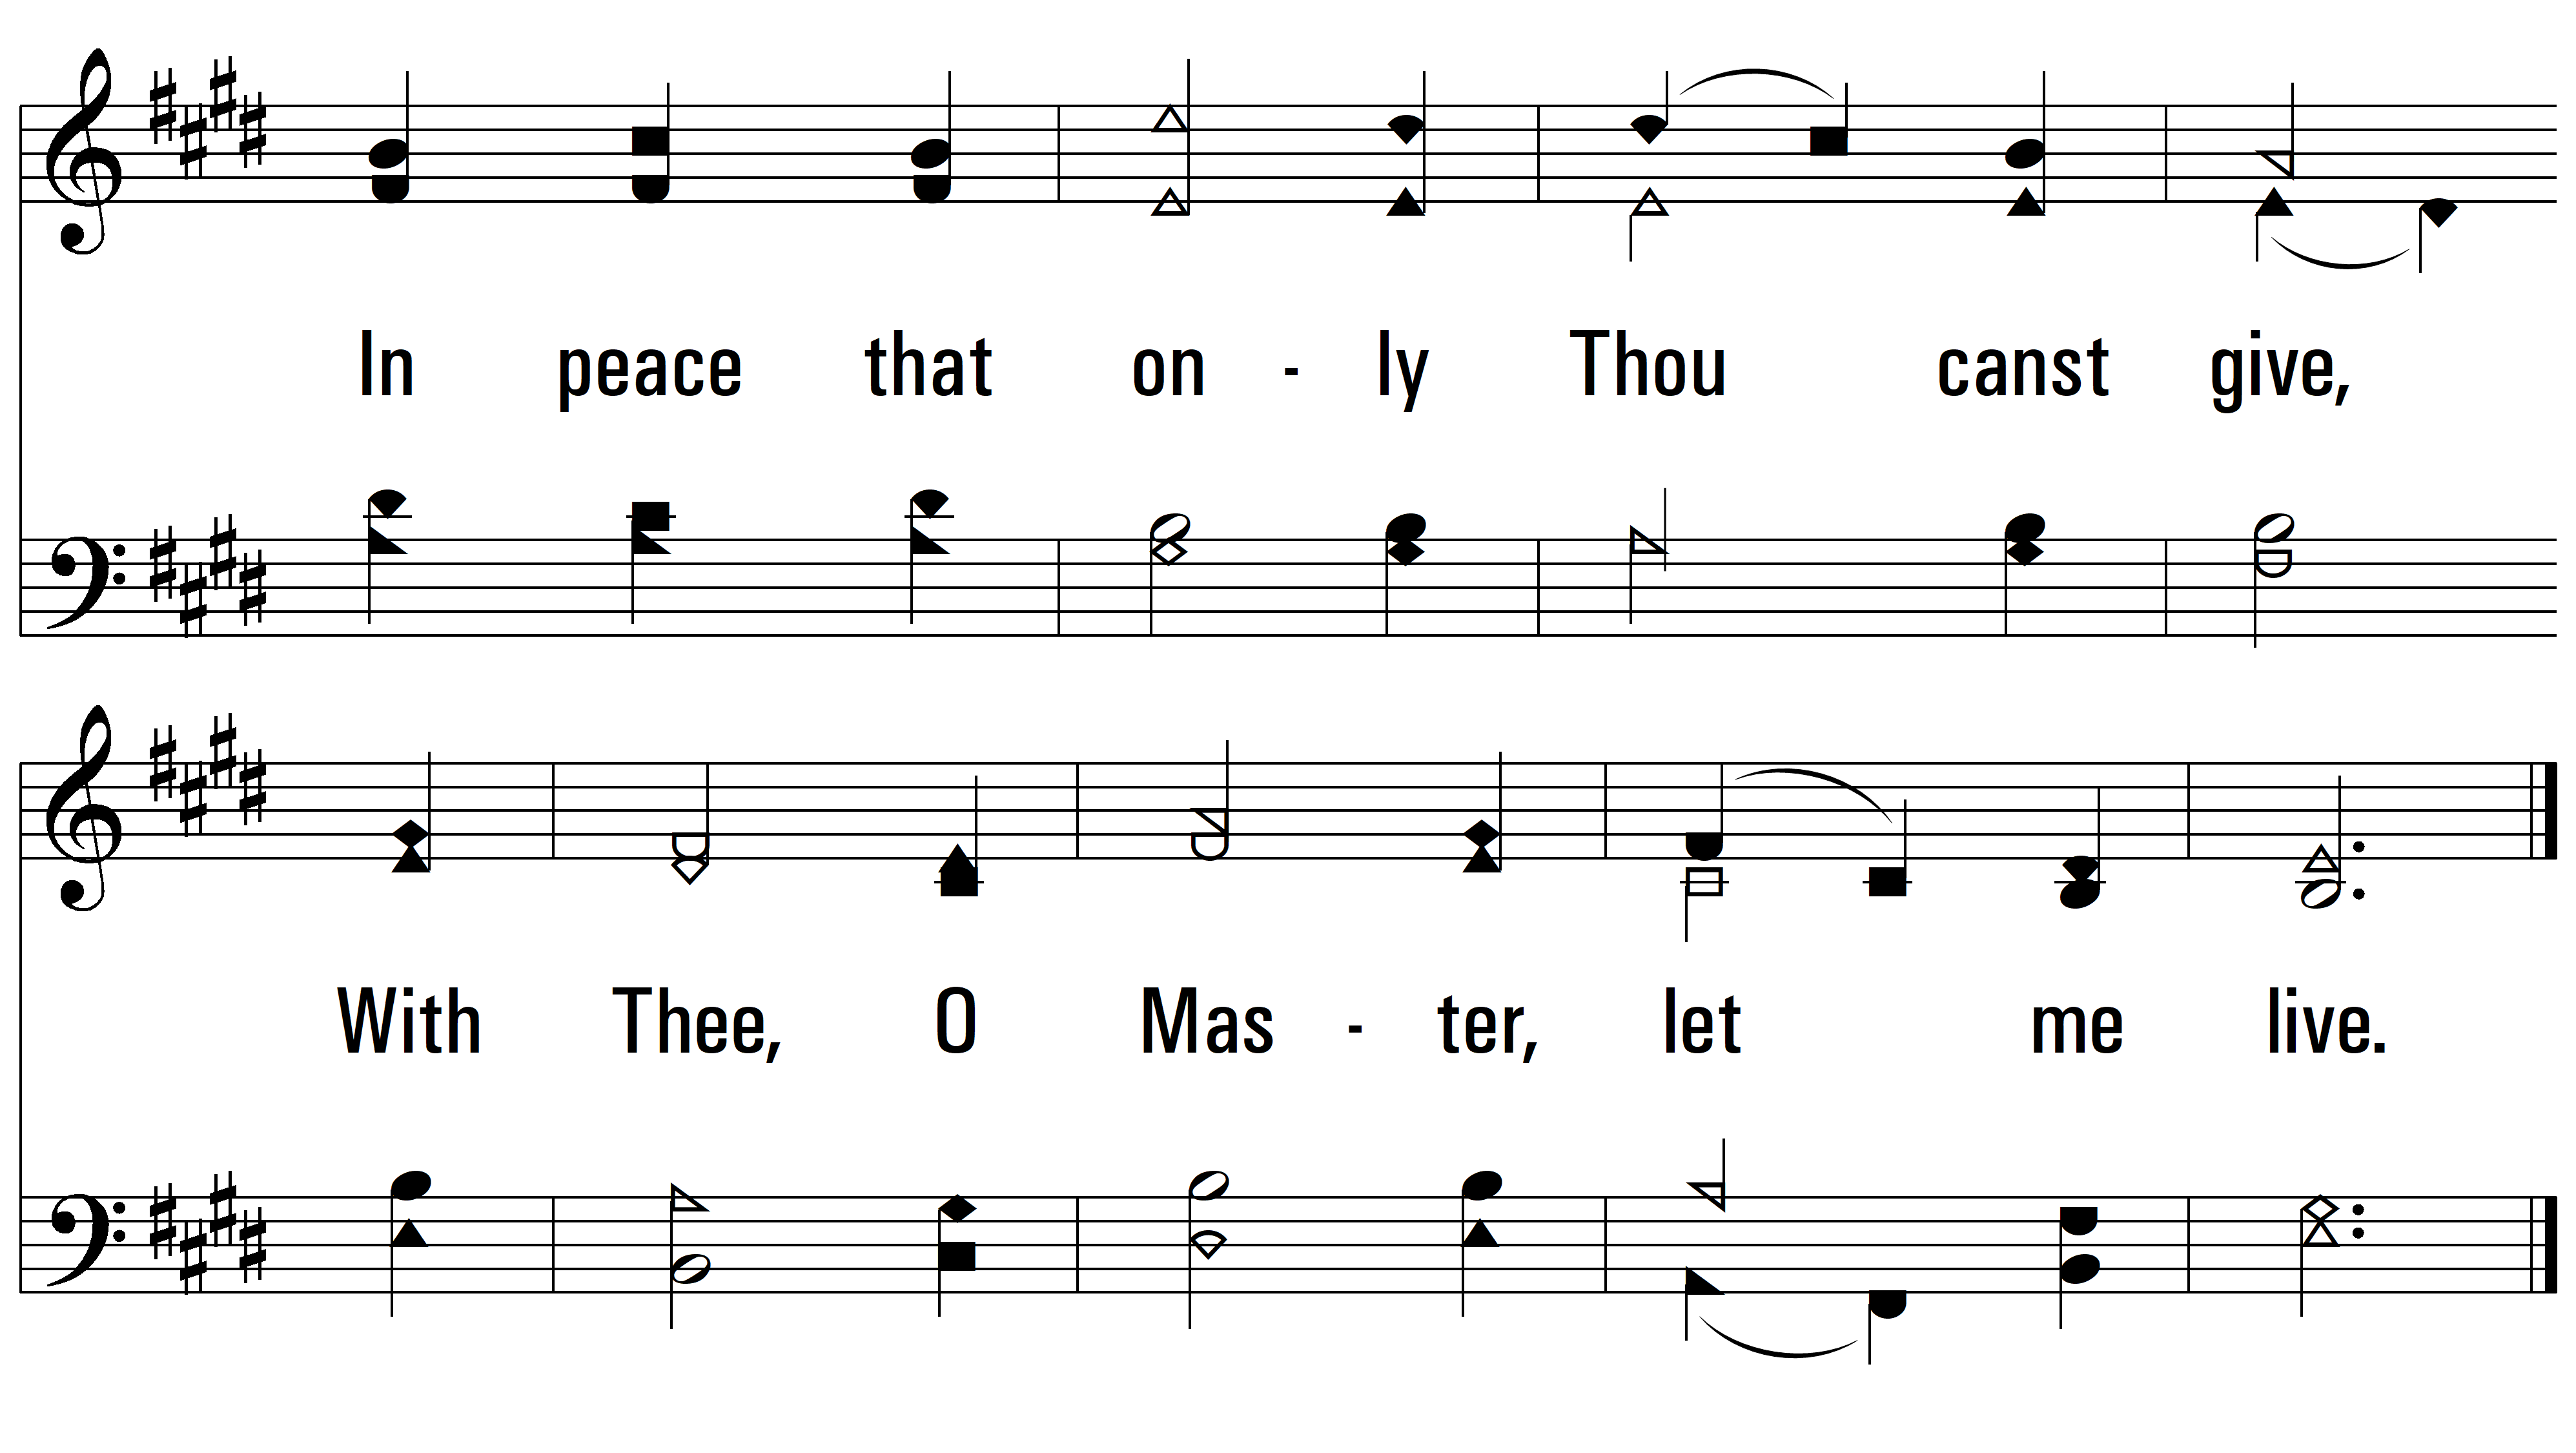 In peace that on - ly Thou canst give,
With Thee, O Mas - ter, let me live.